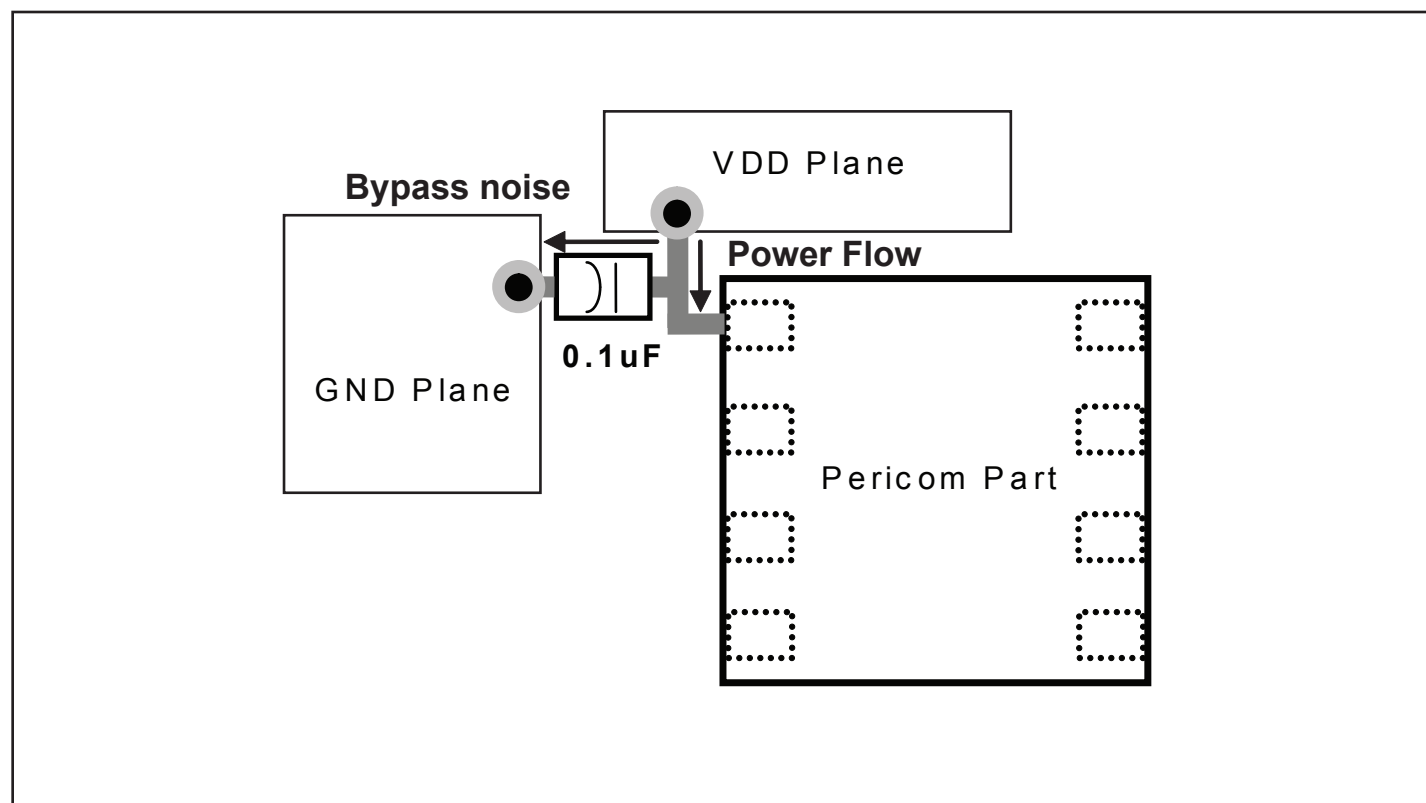 VDD Plane
Bypass noise
Power Flow
0.1uF
GND Plane
Pericom Part